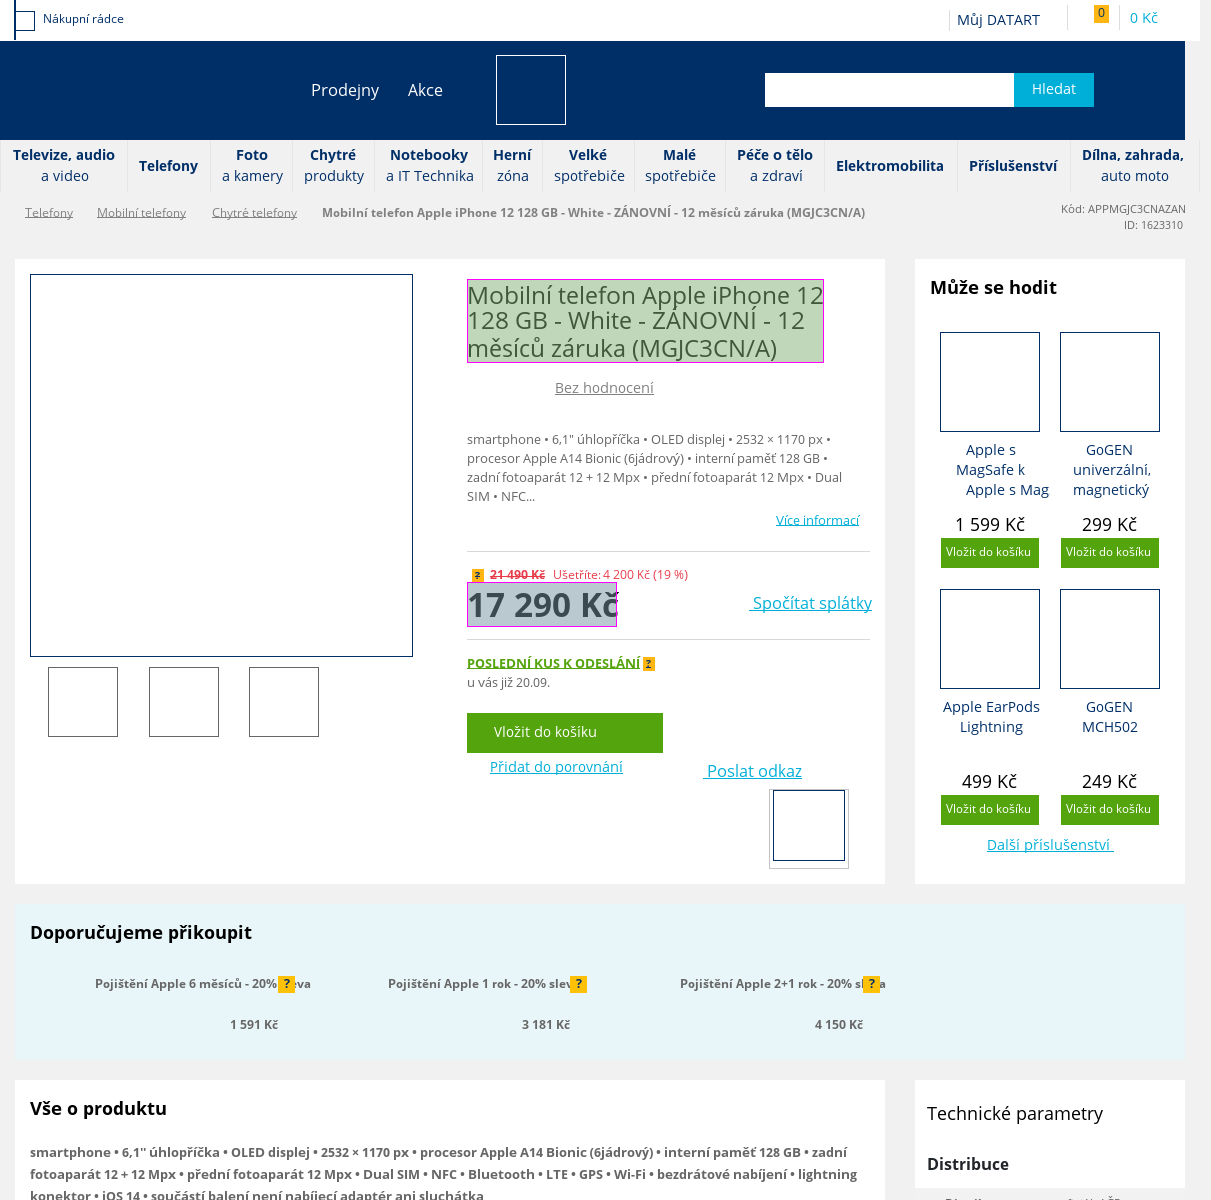 Nákupní rádce
Můj DATART
0
0 Kč
Prodejny
Akce
Hledat
Televize, audio
a video
Telefony
Foto
a kamery
Chytré
produkty
Notebooky
a IT Technika
Herní
zóna
Velké
spotřebiče
Malé
spotřebiče
Péče o tělo
a zdraví
Elektromobilita
Příslušenství
Dílna, zahrada,
auto moto
Telefony
Mobilní telefony
Chytré telefony
Mobilní telefon Apple iPhone 12 128 GB - White - ZÁNOVNÍ - 12 měsíců záruka (MGJC3CN/A)
Kód: APPMGJC3CNAZAN
ID: 1623310
Mobilní telefon Apple iPhone 12
128 GB - White - ZÁNOVNÍ - 12
měsíců záruka (MGJC3CN/A)
Bez hodnocení
smartphone • 6,1" úhlopříčka • OLED displej • 2532 × 1170 px •
procesor Apple A14 Bionic (6jádrový) • interní paměť 128 GB •
zadní fotoaparát 12 + 12 Mpx • přední fotoaparát 12 Mpx • Dual
SIM • NFC...
Více informací
? 21 490 Kč Ušetříte: 4 200 Kč (19 %)
17 290 Kč
Spočítat splátky
POSLEDNÍ KUS K ODESLÁNÍ ?
u vás již 20.09.
Vložit do košíku
Přidat do porovnání
Poslat odkaz
Může se hodit
Apple s
MagSafe k
Apple s Mag
1 599 Kč
Vložit do košíku
GoGEN
univerzální,
magnetický
299 Kč
Vložit do košíku
Apple EarPods
Lightning
499 Kč
Vložit do košíku
GoGEN
MCH502
249 Kč
Vložit do košíku
Další příslušenství
Doporučujeme přikoupit
Pojištění Apple 6 měsíců - 20% ?
1 591 Kč
Pojištění Apple 1 rok - 20% ?
3 181 Kč
Pojištění Apple 2+1 rok - 20% ?
4 150 Kč
Vše o produktu
smartphone • 6,1'' úhlopříčka • OLED displej • 2532 × 1170 px • procesor Apple A14 Bionic (6jádrový) • interní paměť 128 GB • zadní
fotoaparát 12 + 12 Mpx • přední fotoaparát 12 Mpx • Dual SIM • NFC • Bluetooth • LTE • GPS • Wi-Fi • bezdrátové nabíjení • lightning
konektor • iOS 14 • součástí balení není nabíjecí adaptér ani sluchátka
Technické parametry
Distribuce